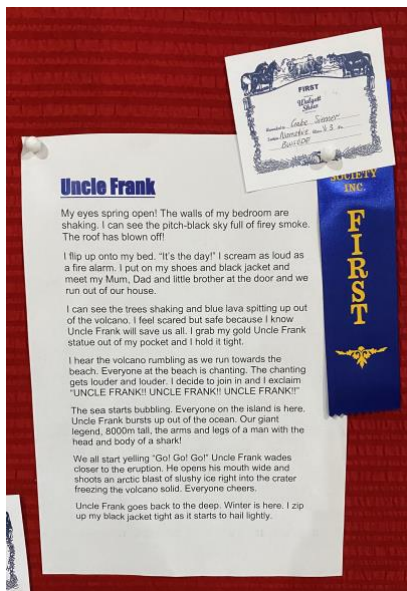 FIRST
Walgett
Show
SOCIETY
INC.
FIRST
Uncle Frank
My eyes spring open! The walls of my bedroom are
shaking. I can see the pitch-black sky full of firey smoke.
The roof has blown off!
I flip up onto my bed. “It’s the day!” I scream as loud as
a fire alarm. I put on my shoes and black jacket and
meet my Mum, Dad and little brother at the door and we
run out of our house.
I can see the trees shaking and blue lava spitting up out
of the volcano. I feel scared but safe because I know
Uncle Frank will save us all. I grab my gold Uncle Frank
statue out of my pocket and I hold it tight.
I hear the volcano rumbling as we run towards the
beach. Everyone at the beach is chanting. The chanting
gets louder and louder. I decide to join in and I exclaim
“UNCLE FRANK!! UNCLE FRANK!! UNCLE FRANK!!”
The sea starts bubbling. Everyone on the island is here.
Uncle Frank bursts up out of the ocean. Our giant
legend, 8000m tall, the arms and legs of a man with the
head and body of a shark!
We all start yelling “Go! Go! Go!” Uncle Frank wades
closer to the eruption. He opens his mouth wide and
shoots an arctic blast of slushy ice right into the crater
freezing the volcano solid. Everyone cheers.
Uncle Frank goes back to the deep. Winter is here. I zip
up my black jacket tight as it starts to hail lightly.